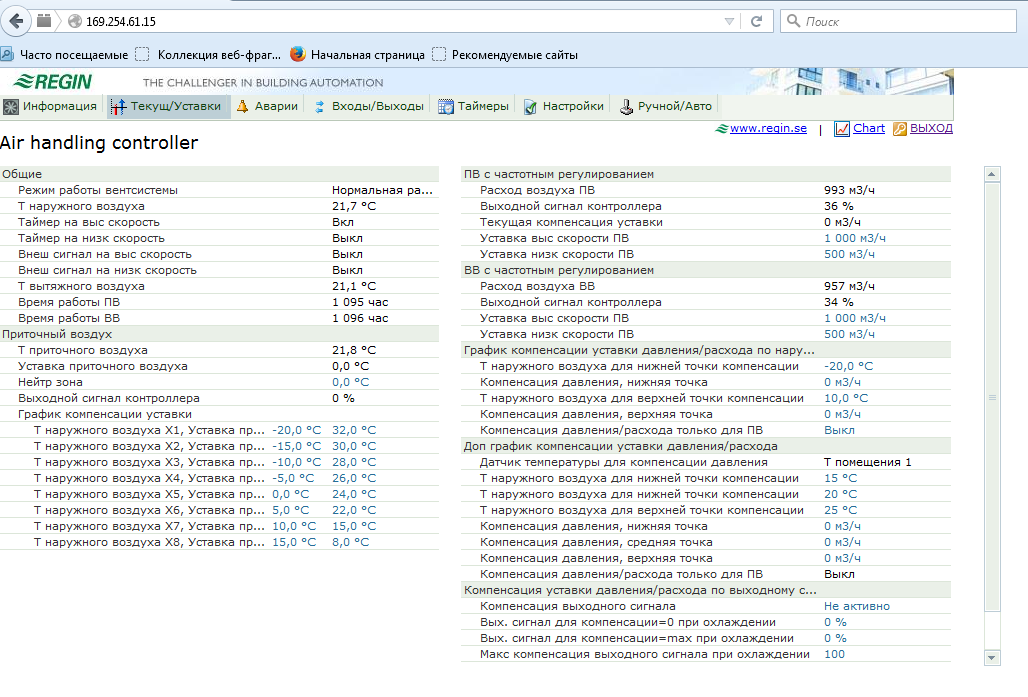 169.254.61.15
Поиск
Часто посещаемые Коллекция веб-фраг... Начальная страница Рекомендуемые сайты
REGIN THE CHALLENGER IN BUILDING AUTOMATION
Информация Текущ/Уставки Аварии Входы/Выходы Таймеры Настройки Ручной/Авто
www.regin.se | Chart ВЫХОД
Air handling controller
Общие
Режим работы вентсистемы Нормальная ра...
Т наружного воздуха 21,7 °C
Таймер на выс скорость Вкл
Таймер на низк скорость Выкл
Внеш сигнал на выс скорость Выкл
Внеш сигнал на низк скорость Выкл
Т вытяжного воздуха 21,1 °C
Время работы ПВ 1 095 час
Время работы ВВ 1 096 час
Приточный воздух
Т приточного воздуха 21,8 °C
Уставка приточного воздуха 0,0 °C
Нейтр зона 0,0 °C
Выходной сигнал контроллера 0 %
График компенсации уставки
Т наружного воздуха X1, Уставка пр... -20,0 °C 32,0 °C
Т наружного воздуха X2, Уставка пр... -15,0 °C 30,0 °C
Т наружного воздуха X3, Уставка пр... -10,0 °C 28,0 °C
Т наружного воздуха X4, Уставка пр... -5,0 °C 26,0 °C
Т наружного воздуха X5, Уставка пр... 0,0 °C 24,0 °C
Т наружного воздуха X6, Уставка пр... 5,0 °C 22,0 °C
Т наружного воздуха X7, Уставка пр... 10,0 °C 15,0 °C
Т наружного воздуха X8, Уставка пр... 15,0 °C 8,0 °C
ПВ с частотным регулированием
Расход воздуха ПВ 993 м3/ч
Выходной сигнал контроллера 36 %
Текущая компенсация уставки 0 м3/ч
Уставка выс скорости ПВ 1 000 м3/ч
Уставка низк скорости ПВ 500 м3/ч
ВВ с частотным регулированием
Расход воздуха ВВ 957 м3/ч
Выходной сигнал контроллера 34 %
Уставка выс скорости ПВ 1 000 м3/ч
Уставка низк скорости ПВ 500 м3/ч
График компенсации уставки давления/расхода по нару...
Т наружного воздуха для нижней точки компенсации -20,0 °C
Компенсация давления, нижняя точка 0 м3/ч
Т наружного воздуха для верхней точки компенсации 10,0 °C
Компенсация давления, верхняя точка 0 м3/ч
Компенсация давления/расхода только для ПВ Выкл
Доп график компенсации уставки давления/расхода
Датчик температуры для компенсации давления Т помещения 1
Т наружного воздуха для нижней точки компенсации 15 °C
Т наружного воздуха для нижней точки компенсации 20 °C
Т наружного воздуха для верхней точки компенсации 25 °C
Компенсация давления, нижняя точка 0 м3/ч
Компенсация давления, средняя точка 0 м3/ч
Компенсация давления, верхняя точка 0 м3/ч
Компенсация давления/расхода только для ПВ Выкл
Компенсация уставки давления/расхода по выходному с...
Компенсация выходного сигнала Не активно
Вых. сигнал для компенсации=0 при охлаждении 0 %
Вых. сигнал для компенсации=max при охлаждении 0 %
Макс компенсация выходного сигнала при охлаждении 100